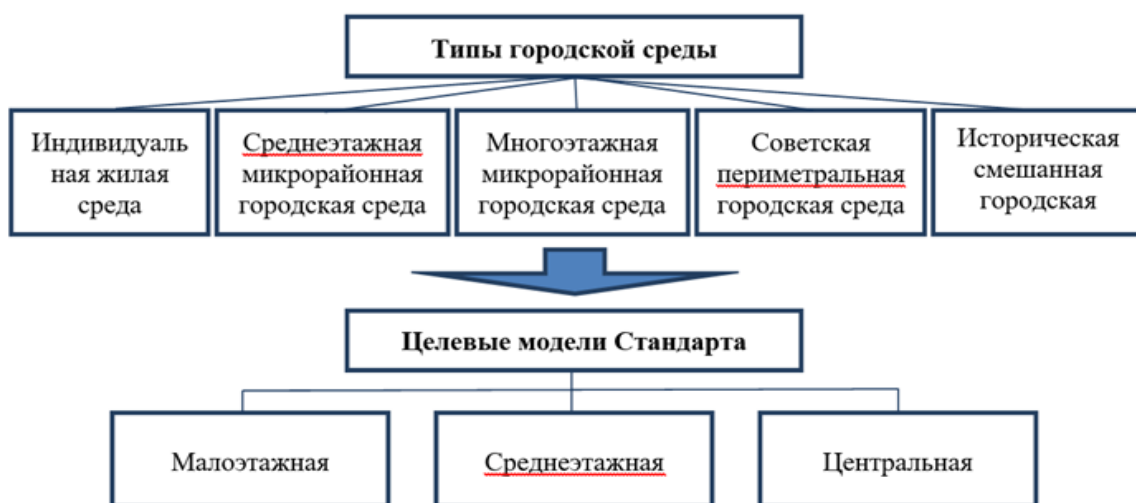 Типы городской среды
Индивидуаль
ная жилая
среда
Среднеэтажная
микрорайонная
городская среда
Многоэтажная
микрорайонная
городская среда
Советская
периметральная
городская среда
Историческая
смешанная
городская
Целевые модели Стандарта
Малоэтажная
Среднеэтажная
Центральная